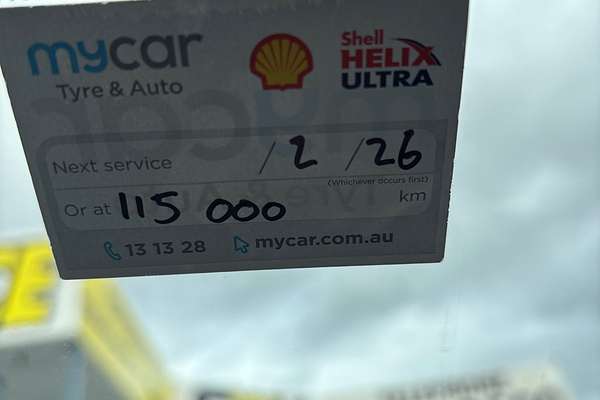 mycar
Tyre & Auto
Shell
HELIX
ULTRA
Next service / 2 / 26
(Whichever occurs first)
Or at 115 000 km
13 13 28 mycar.com.au